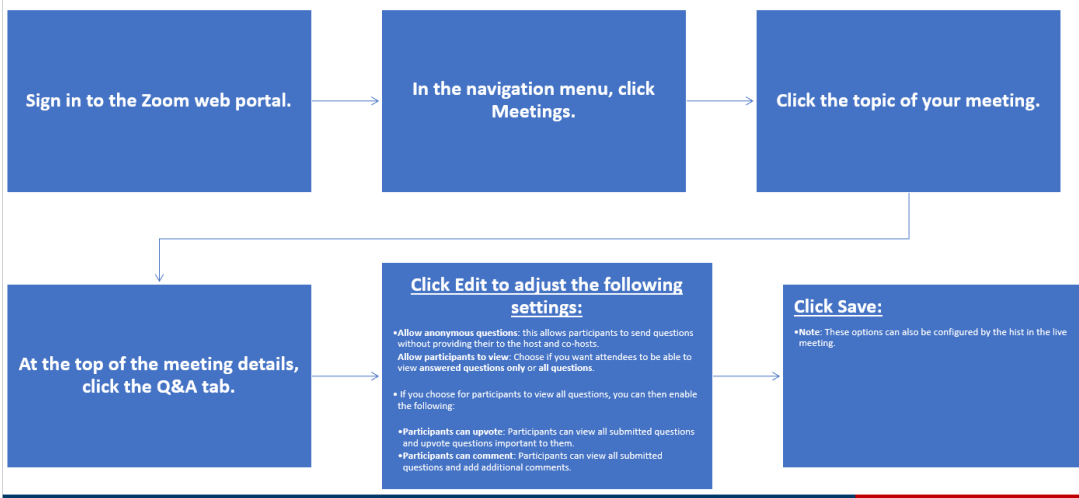 Sign in to the Zoom web portal.
In the navigation menu, click
Meetings.
Click the topic of your meeting.
At the top of the meeting details,
click the Q&A tab.
Click Edit to adjust the following
settings:
•Allow anonymous questions: this allows participants to send questions
without providing their to the host and co-hosts.
Allow participants to view: Choose if you want attendees to be able to
view answered questions only or all questions.
• If you choose for participants to view all questions, you can then enable
the following:
•Participants can upvote: Participants can view all submitted questions
and upvote questions important to them.
•Participants can comment: Participants can view all submitted
questions and add additional comments.
Click Save:
•Note: These options can also be configured by the hist in the live
meeting.